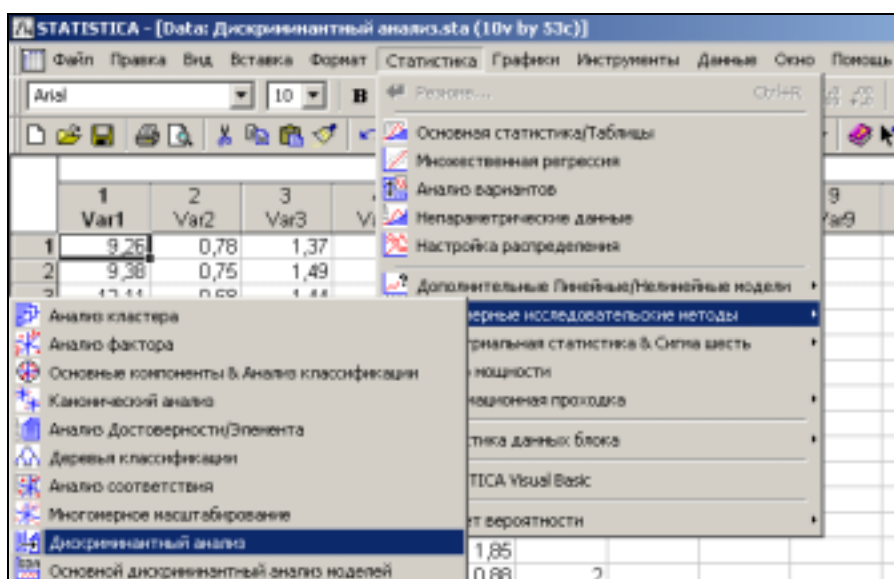 STATISTICA - [Data: Дискриминантный анализ.sta (10v by 53c)]
Файл Правка Вид Вставка Формат Статистика Графики Инструменты Данные Окно Помощь
Arial 10 B
Резюме... Ctrl+R
Основная статистика/Таблицы
Множественная регрессия
Анализ вариантов
Непараметрические данные
Настройка распределения
Дополнительные Линейные/Нелинейные модели
мерные исследовательские методы
триальная статистика & Сигма шесть
мощности
мационная проходка
тика данных блока
TICA Visual Basic
ет вероятности
1 2 3 9
Var1 Var2 Var3 Var9
1 9,26 0,78 1,37
2 9,38 0,75 1,49
Анализ кластера
Анализ фактора
Основные компоненты & Анализ классификации
Канонический анализ
Анализ Достоверности/Элемента
Деревья классификации
Анализ соответствия
Многомерное масштабирование
Дискриминантный анализ
Основной дискриминантный анализ моделей
1,85
0,88 2